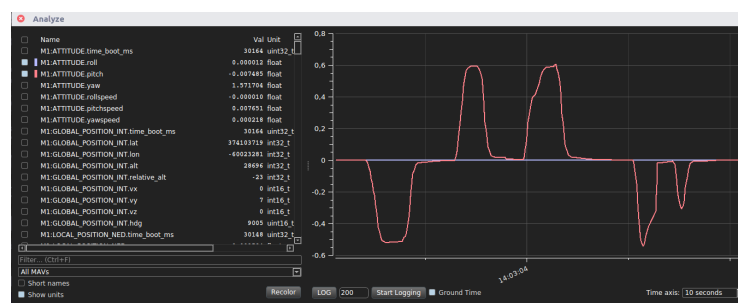 Analyze
Name Val Unit
M1:ATTITUDE.time_boot_ms 30164 uint32_t
M1:ATTITUDE.roll 0.000012 float
M1:ATTITUDE.pitch -0.007485 float
M1:ATTITUDE.yaw 1.571704 float
M1:ATTITUDE.rollspeed -0.000010 float
M1:ATTITUDE.pitchspeed 0.007651 float
M1:ATTITUDE.yawspeed 0.000218 float
M1:GLOBAL_POSITION_INT.time_boot_ms 30164 uint32_t
M1:GLOBAL_POSITION_INT.lat 374103719 int32_t
M1:GLOBAL_POSITION_INT.lon -60023281 int32_t
M1:GLOBAL_POSITION_INT.alt 28696 int32_t
M1:GLOBAL_POSITION_INT.relative_alt -23 int32_t
M1:GLOBAL_POSITION_INT.vx 0 int16_t
M1:GLOBAL_POSITION_INT.vy 7 int16_t
M1:GLOBAL_POSITION_INT.vz 0 int16_t
M1:GLOBAL_POSITION_INT.hdg 9005 uint16_t
M1:LOCAL_POSITION_NED.time_boot_ms 30148 uint32_t
Filter... (Ctrl+F)
All MAVs
Short names
Show units
Recolor
0.8
0.6
0.4
0.2
0
-0.2
-0.4
-0.6
14:03:04
LOG 200 Start Logging Ground Time Time axis: 10 seconds